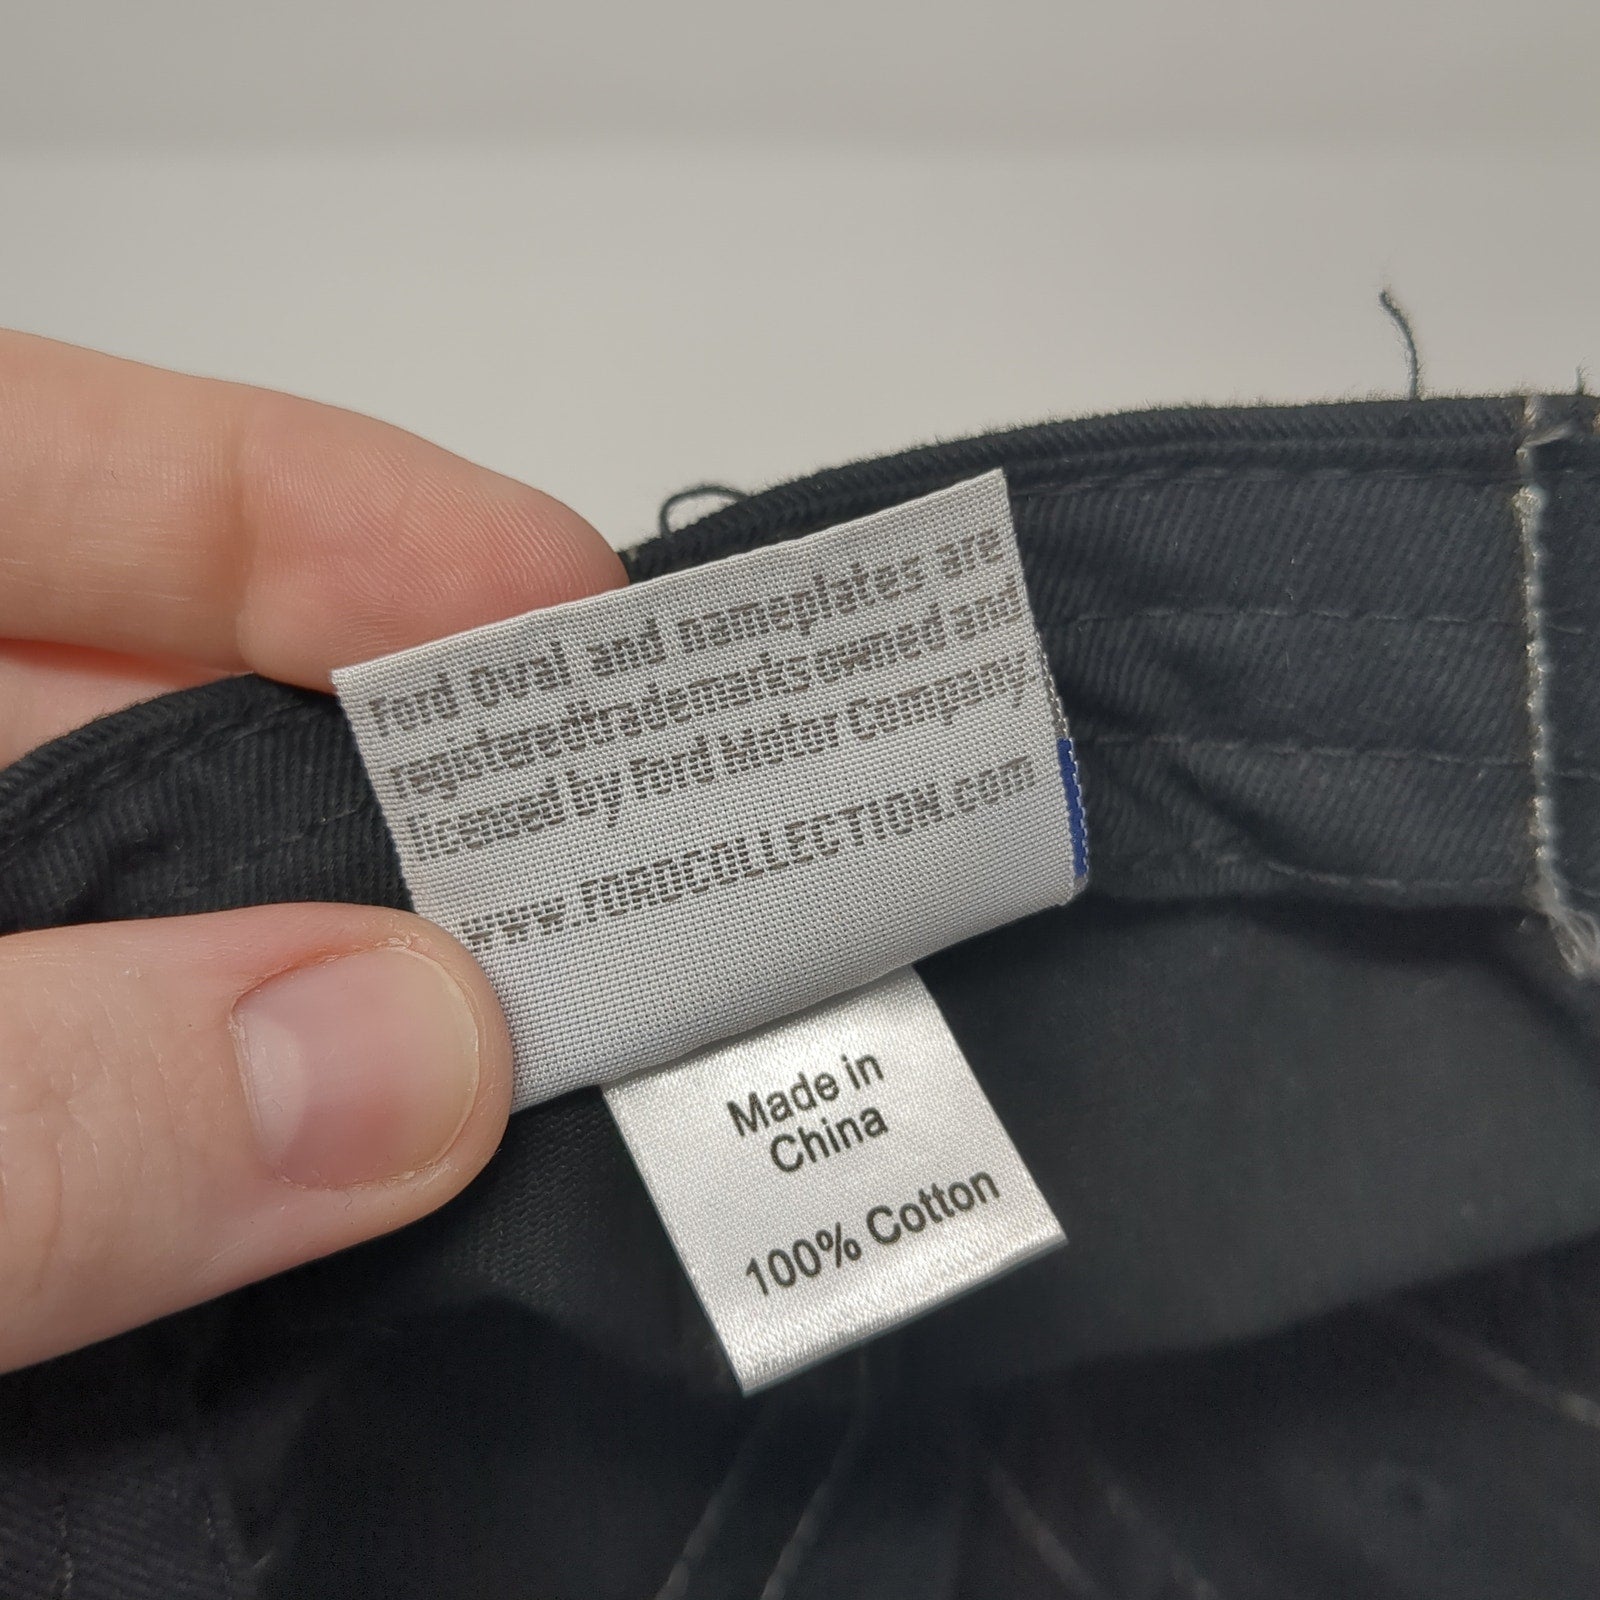 Ford Oval and nameplates are
registered trademarks owned and
licensed by Ford Motor Company
www.FORDCOLLECTION.com
Made in
China
100% Cotton